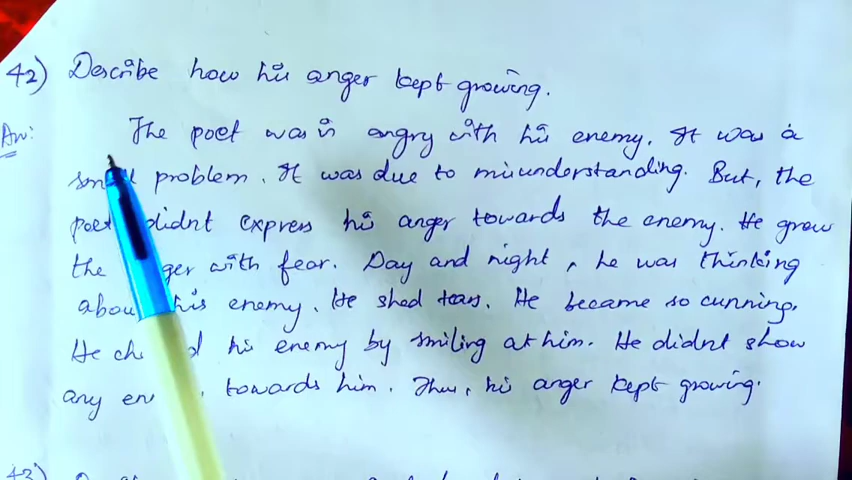 42) Describe how his anger kept growing.
Ans: The poet was in angry with his enemy. It was a
problem. It was due to misunderstanding. But, the
didnt express his anger towards the enemy. He grew
the with fear. Day and night, he was thinking
his enemy. He shed tears. He became so cunning.
He his enemy by smiling at him. He didnt show
any towards him. Thus, his anger kept growing.
43)